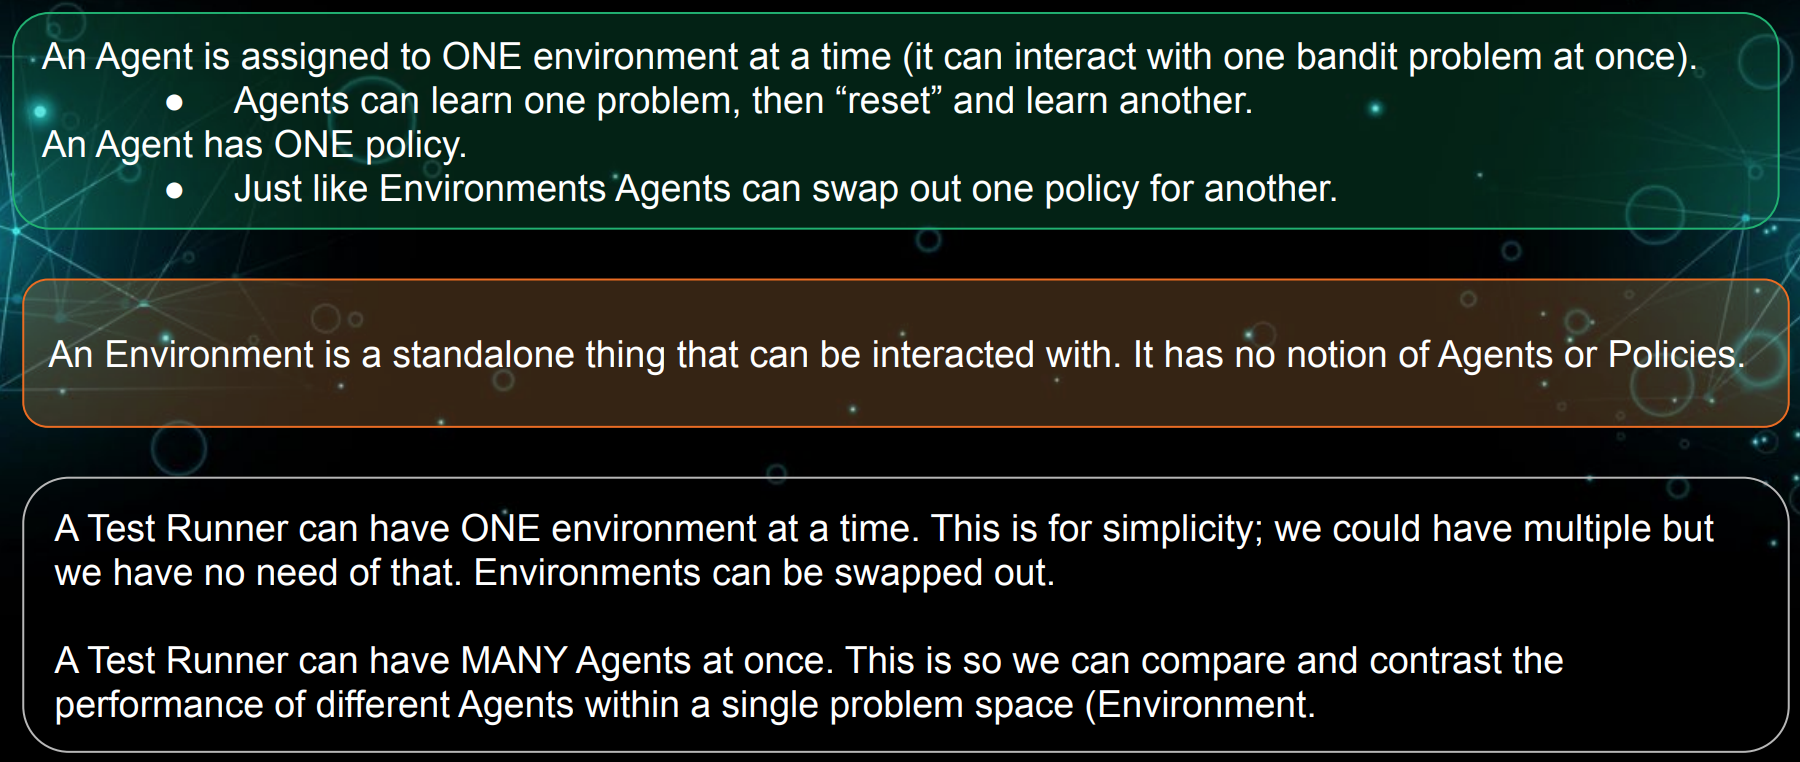 An Agent is assigned to ONE environment at a time (it can interact with one bandit problem at once).
● Agents can learn one problem, then “reset” and learn another.
An Agent has ONE policy.
● Just like Environments Agents can swap out one policy for another.
An Environment is a standalone thing that can be interacted with. It has no notion of Agents or Policies.
A Test Runner can have ONE environment at a time. This is for simplicity; we could have multiple but
we have no need of that. Environments can be swapped out.
A Test Runner can have MANY Agents at once. This is so we can compare and contrast the
performance of different Agents within a single problem space (Environment.